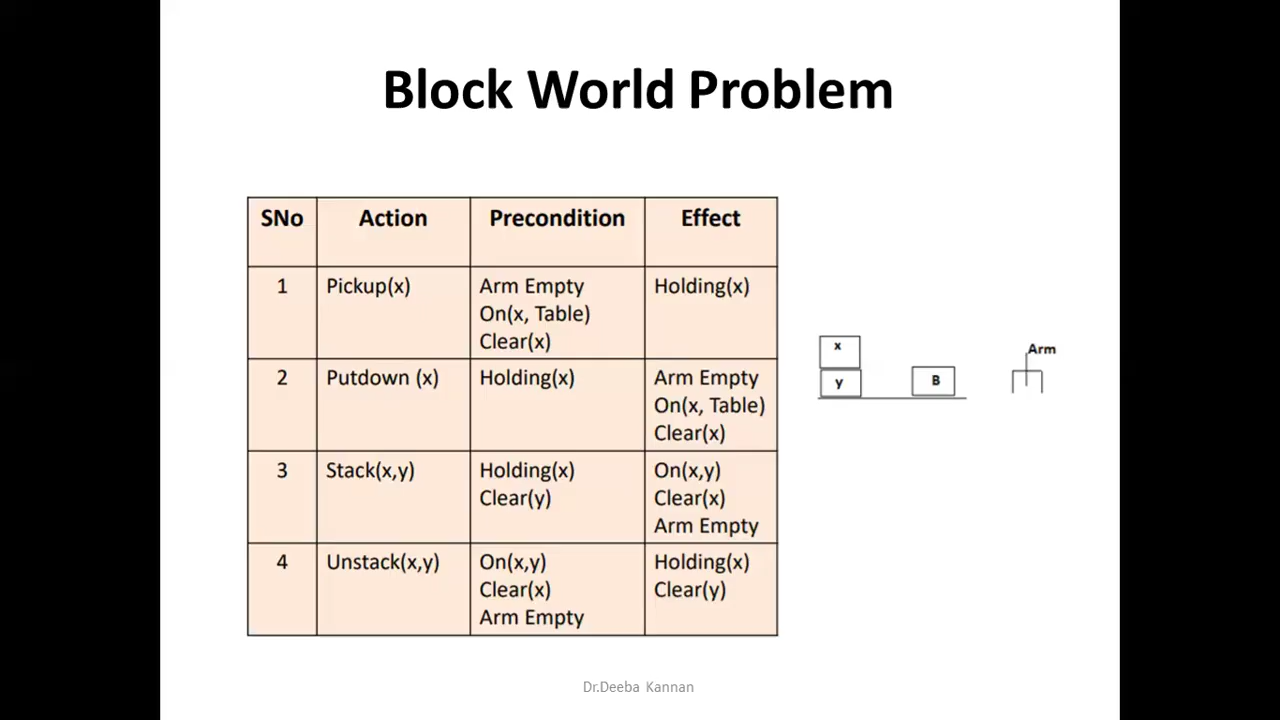 Block World Problem
SNo Action Precondition Effect
1 Pickup(x) Arm Empty Holding(x)
On(x, Table)
Clear(x)
2 Putdown (x) Holding(x) Arm Empty
On(x, Table)
Clear(x)
3 Stack(x,y) Holding(x) On(x,y)
Clear(y) Clear(x)
Arm Empty
4 Unstack(x,y) On(x,y) Holding(x)
Clear(x) Clear(y)
Arm Empty
x
Arm
y B
Dr.Deeba Kannan